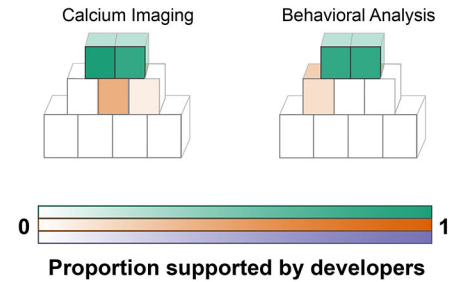 Calcium Imaging
Behavioral Analysis
0
1
Proportion supported by developers